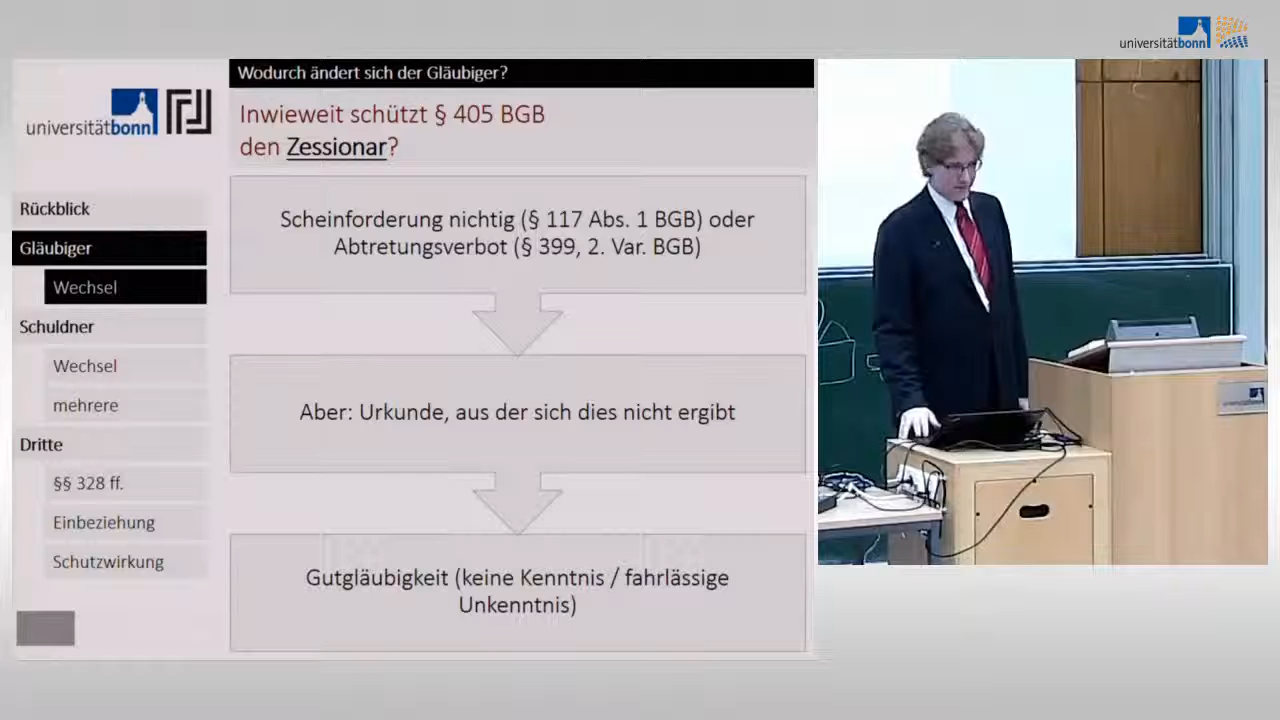 universitätbonn
universitätbonn
Wodurch ändert sich der Gläubiger?
Inwieweit schützt § 405 BGB
den Zessionar?
Rückblick
Gläubiger
Wechsel
Schuldner
Wechsel
mehrere
Dritte
§§ 328 ff.
Einbeziehung
Schutzwirkung
Scheinforderung nichtig (§ 117 Abs. 1 BGB) oder
Abtretungsverbot (§ 399, 2. Var. BGB)
Aber: Urkunde, aus der sich dies nicht ergibt
Gutgläubigkeit (keine Kenntnis / fahrlässige
Unkenntnis)